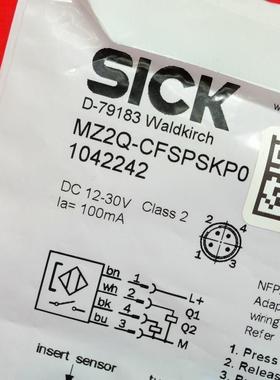 SICK
D-79183 Waldkirch
MZ2Q-CFSPSKP0
1042242
DC 12-30V Class 2
Ia= 100mA
1
2
3
4
bn 1 L+
wh 2 Q1
bk 4 Q2
bu 3 M
insert sensor
NFP
Adap
wiring
Refer
1. Press
2. Releas